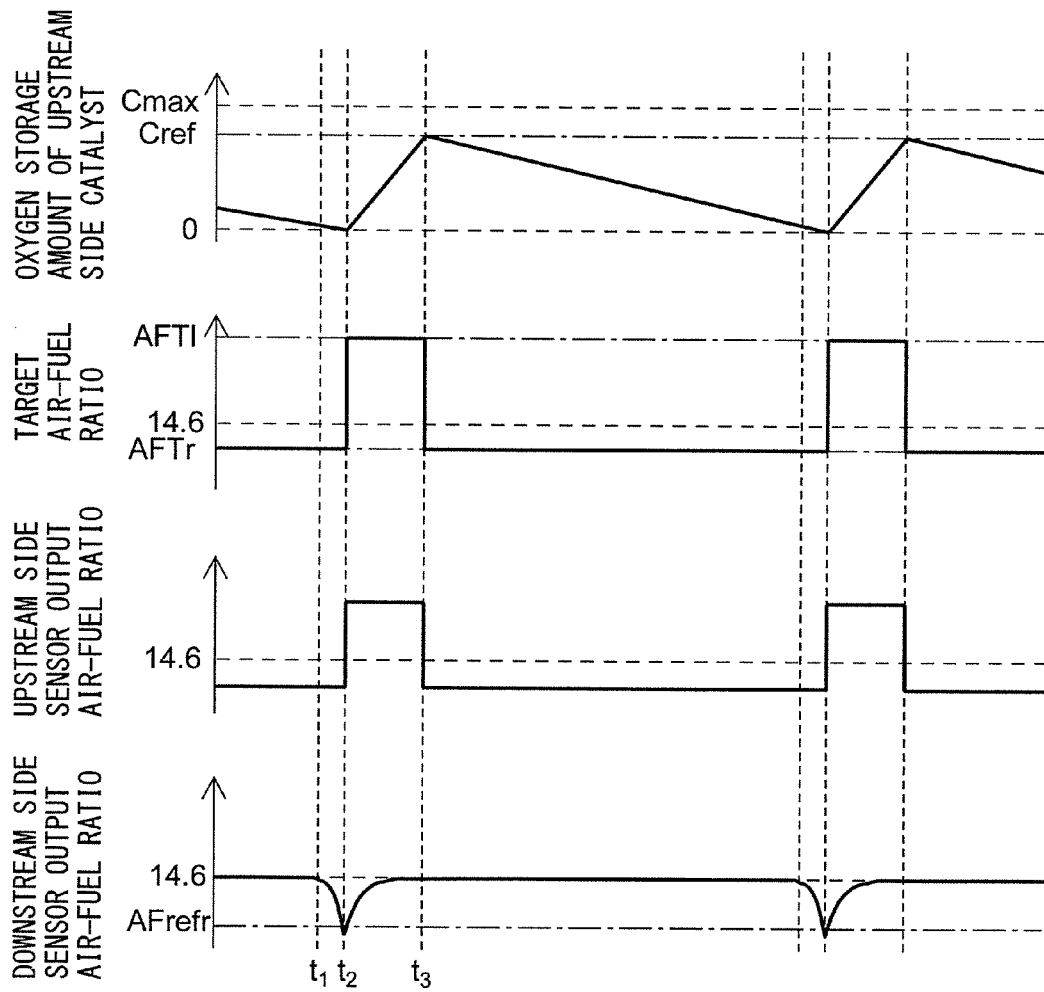 OXYGEN STORAGE
AMOUNT OF UPSTREAM
SIDE CATALYST
Cmax
Cref
0
TARGET
AIR-FUEL
RATIO
AFTl
14.6
AFTr
UPSTREAM SIDE
SENSOR OUTPUT
AIR-FUEL RATIO
14.6
DOWNSTREAM SIDE
SENSOR OUTPUT
AIR-FUEL RATIO
14.6
AFrefr
t1 t2 t3